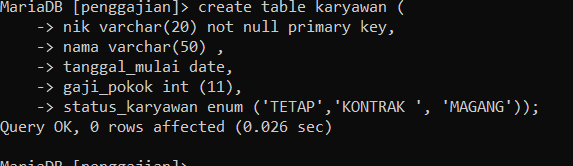 MariaDB [penggajian]> create table karyawan (
    -> nik varchar(20) not null primary key,
    -> nama varchar(50) ,
    -> tanggal_mulai date,
    -> gaji_pokok int (11),
    -> status_karyawan enum ('TETAP','KONTRAK ', 'MAGANG'));
Query OK, 0 rows affected (0.026 sec)
MariaDB [penggajian]>